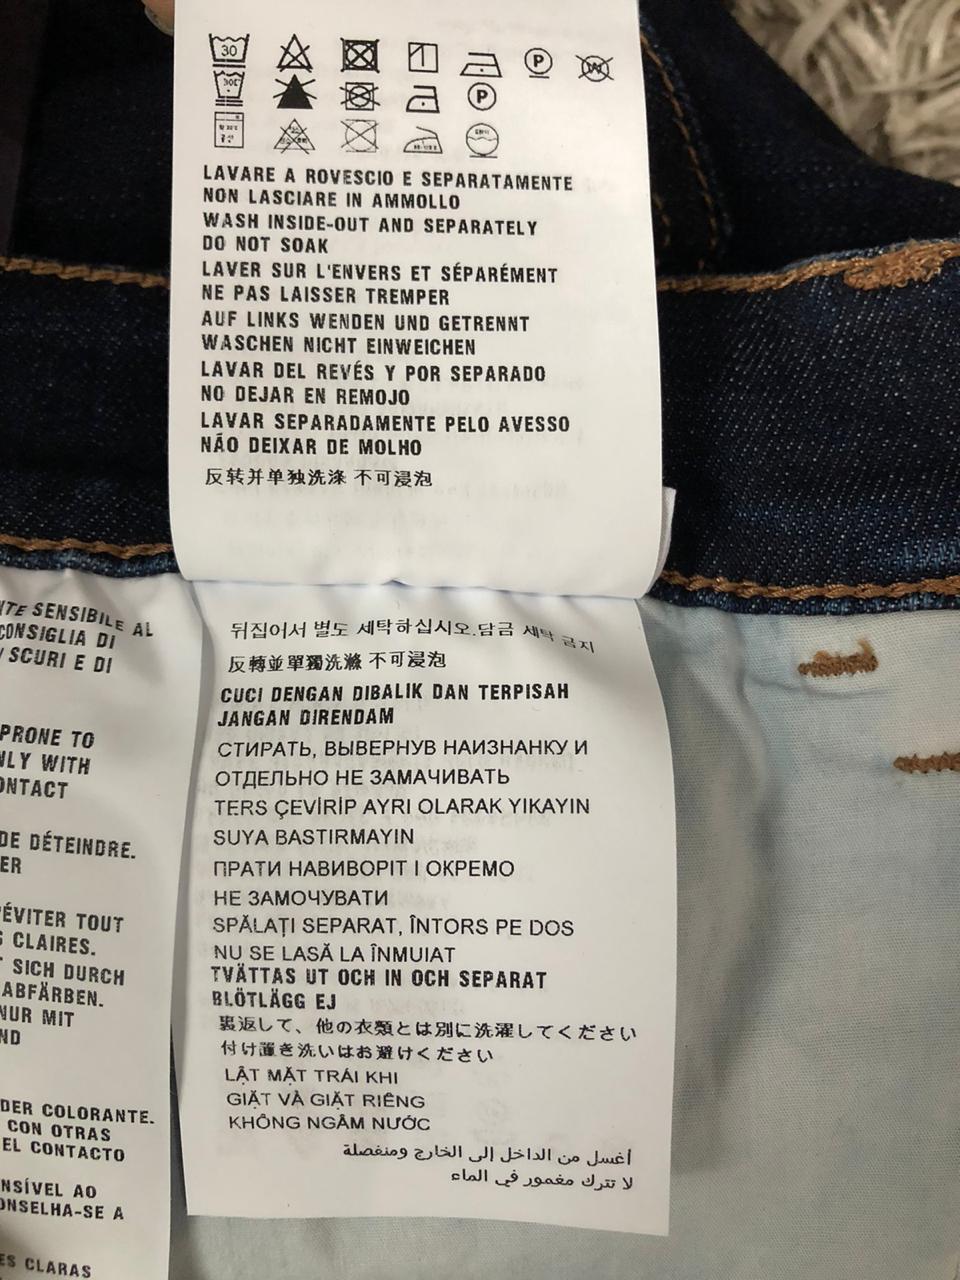 30
P
W
30C
P
LAVARE A ROVESCIO E SEPARATAMENTE
NON LASCIARE IN AMMOLLO
WASH INSIDE-OUT AND SEPARATELY
DO NOT SOAK
LAVER SUR L'ENVERS ET SÉPARÉMENT
NE PAS LAISSER TREMPER
AUF LINKS WENDEN UND GETRENNT
WASCHEN NICHT EINWEICHEN
LAVAR DEL REVÉS Y POR SEPARADO
NO DEJAR EN REMOJO
LAVAR SEPARADAMENTE PELO AVESSO
NÃO DEIXAR DE MOLHO
反转并单独洗涤 不可浸泡
뒤집어서 별도 세탁하십시오.담금 세탁 금지
反轉並單獨洗滌 不可浸泡
CUCI DENGAN DIBALIK DAN TERPISAH
JANGAN DIRENDAM
СТИРАТЬ, ВЫВЕРНУВ НАИЗНАНКУ И
ОТДЕЛЬНО НЕ ЗАМАЧИВАТЬ
TERS ÇEVİRİP AYRI OLARAK YIKAYIN
SUYA BASTIRMAYIN
ПРАТИ НАВИВОРІТ І ОКРЕМО
НЕ ЗАМОЧУВАТИ
SPĂLAȚI SEPARAT, ÎNTORS PE DOS
NU SE LASĂ LA ÎNMUIAT
TVÄTTAS UT OCH IN OCH SEPARAT
BLÖTLÄGG EJ
裏返して、他の衣類とは別に洗濯してください
付け置き洗いはお避けください
LẬT MẶT TRÁI KHI
GIẶT VÀ GIẶT RIÊNG
KHÔNG NGÂM NƯỚC
أغسل من الداخل إلى الخارج ومنفصلة
لا تترك مغمور في الماء
SENSIBILE AL
CONSIGLIA DI
SCURI E DI
PRONE TO
WITH
DE DÉTEINDRE.
ÉVITER TOUT
CLAIRES.
SICH DURCH
ABFÄRBEN.
NUR MIT
COLORANTE.
CON OTRAS
EL CONTACTO
AO
A
CLARAS